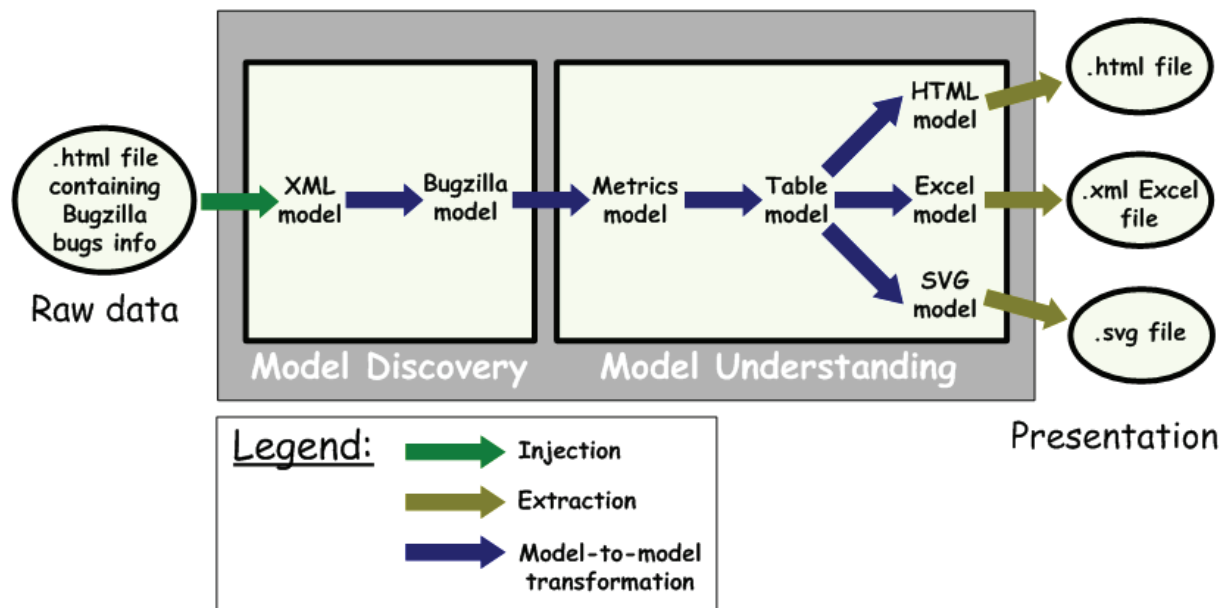 .html file
containing
Bugzilla
bugs info
Raw data
XML
model
Bugzilla
model
Model Discovery
Metrics
model
Table
model
HTML
model
Excel
model
SVG
model
Model Understanding
.html file
.xml Excel
file
.svg file
Presentation
Legend:
Injection
Extraction
Model-to-model
transformation